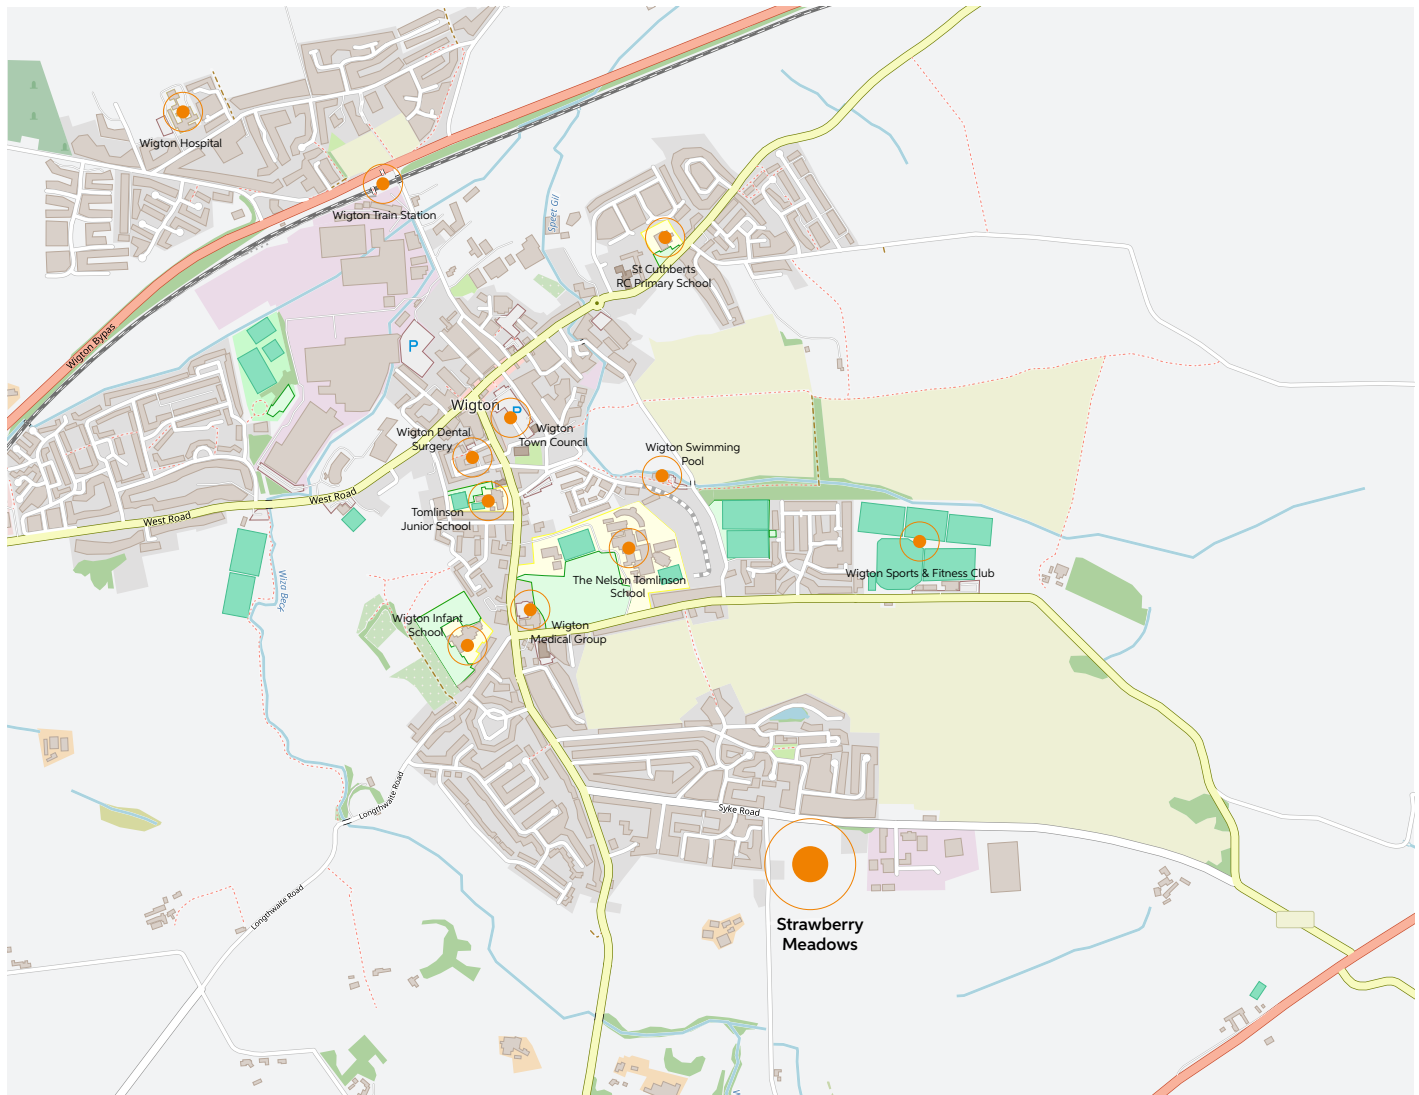 Wigton Hospital
Wigton Train Station
Speet Gil
St Cuthberts
RC Primary School
Wigton Bypas
P
Wigton
P
Wigton Dental
Surgery
Wigton
Town Council
Wigton Swimming
Pool
West Road
West Road
Tomlinson
Junior School
Wiza Beck
The Nelson Tomlinson
School
Wigton Sports & Fitness Club
Wigton Infant
School
Wigton
Medical Group
Longthwaite Road
Syke Road
Longthwaite Road
Strawberry
Meadows